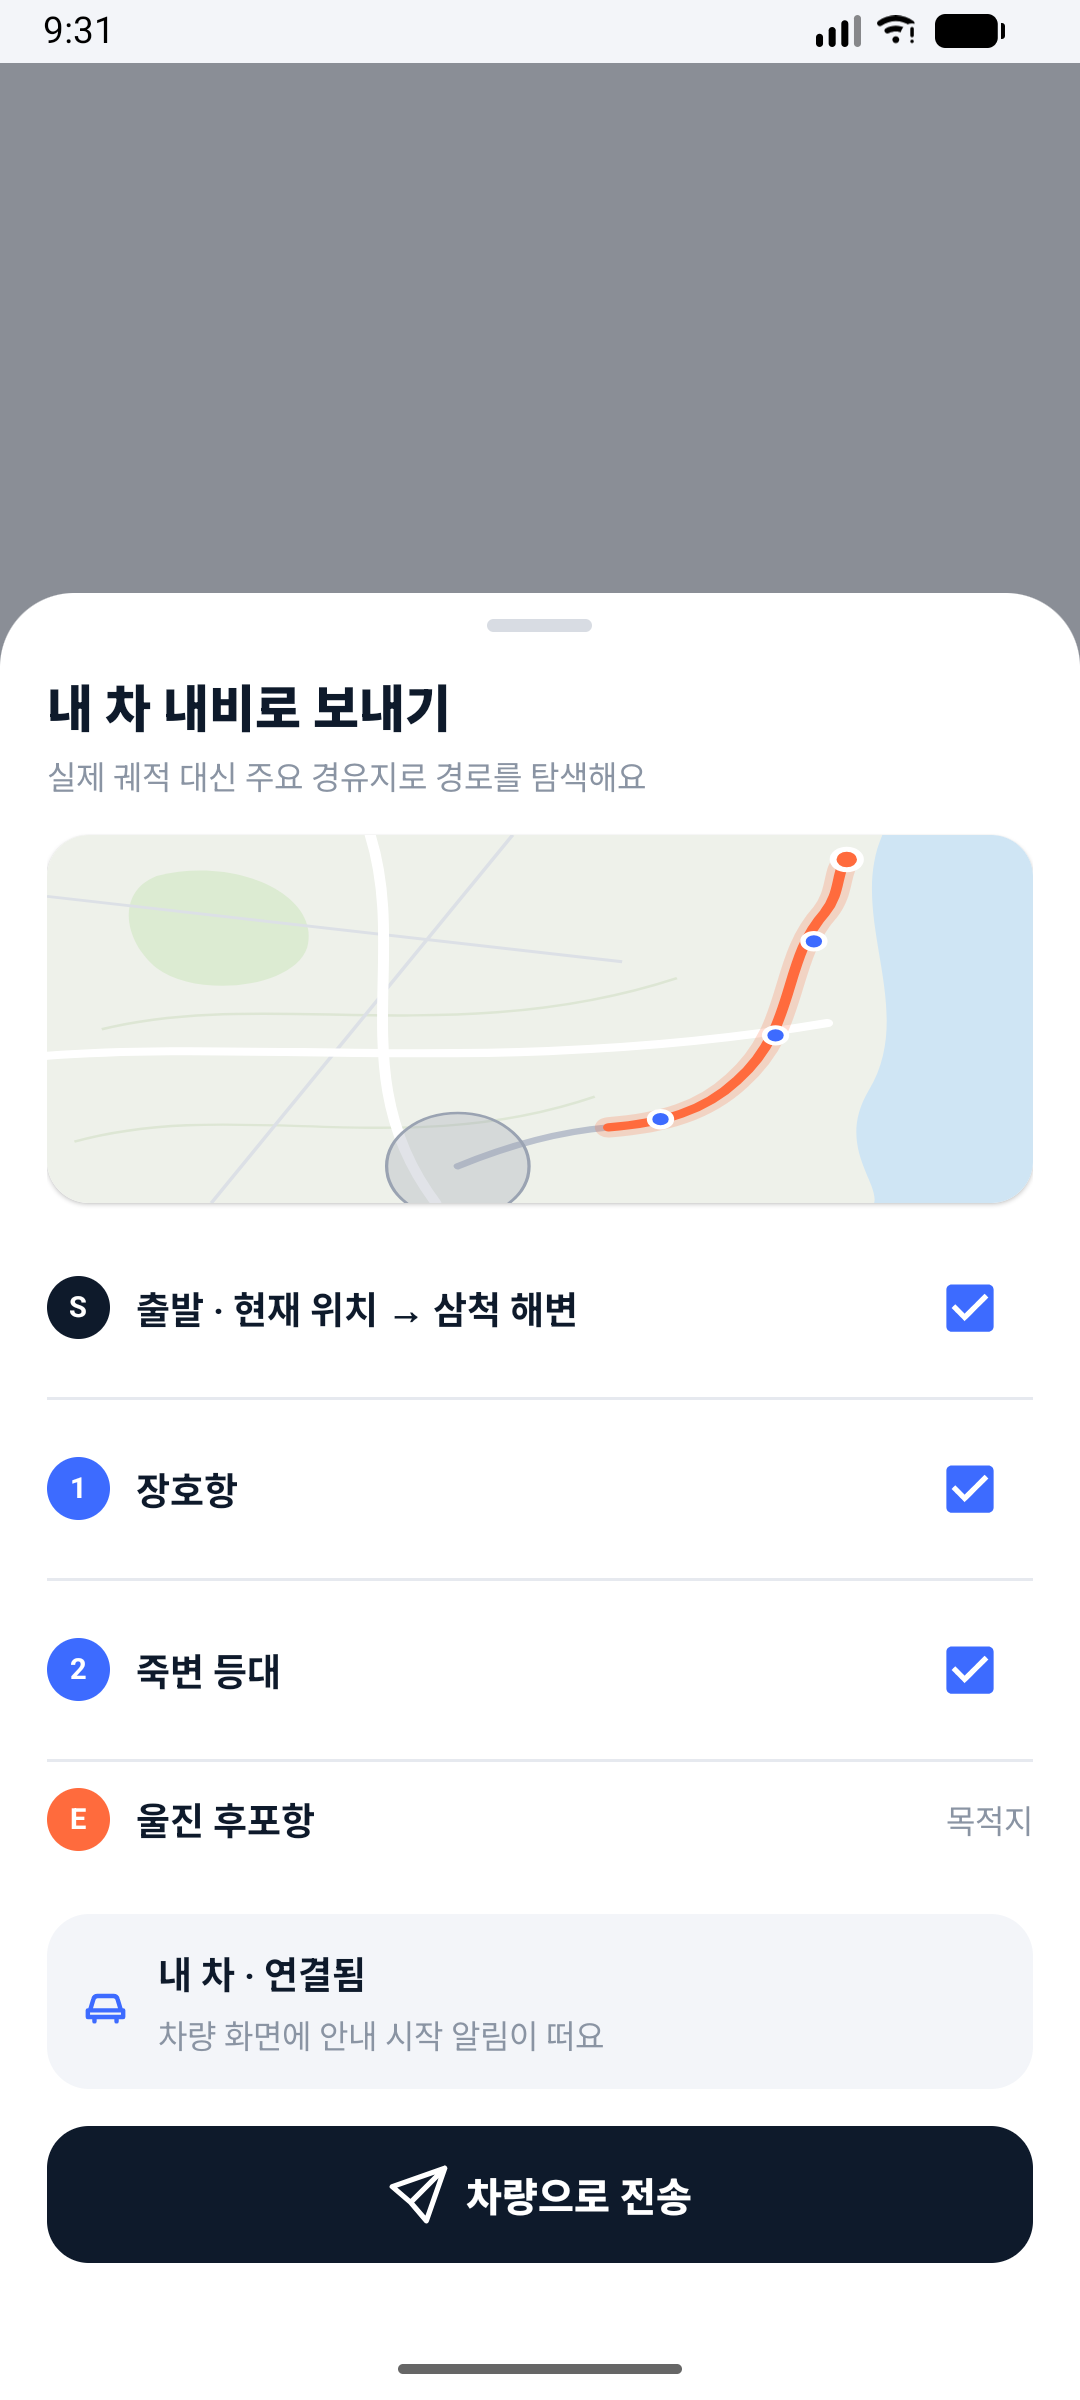 9:31
내 차 내비로 보내기
실제 궤적 대신 주요 경유지로 경로를 탐색해요
S 출발 · 현재 위치 → 삼척 해변
1 장호항
2 죽변 등대
E 울진 후포항 목적지
내 차 · 연결됨
차량 화면에 안내 시작 알림이 떠요
차량으로 전송